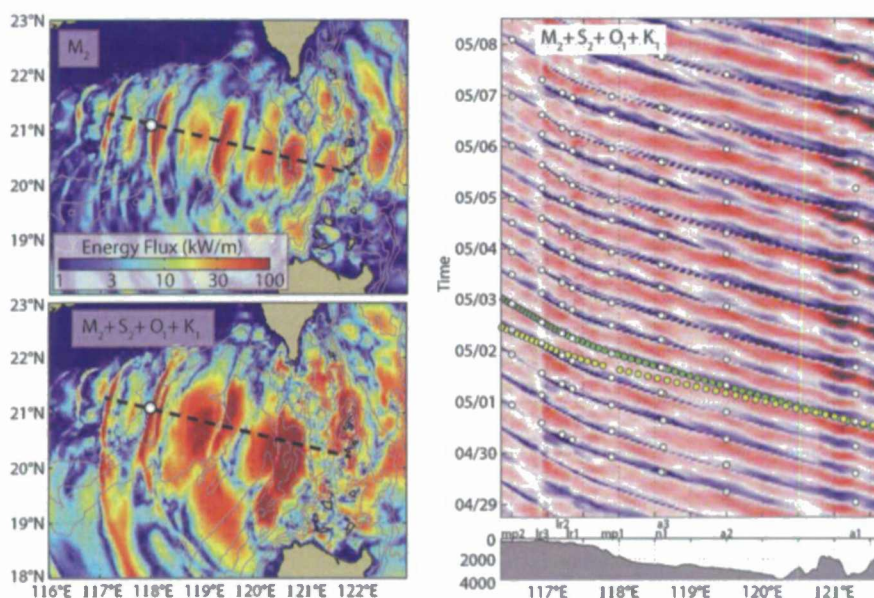 M₂
23°N
22°N
21°N
20°N
19°N
Energy Flux (kW/m)
1 3 10 30 100
M₂+S₂+O₁+K₁
23°N
22°N
21°N
20°N
19°N
18°N
116°E 117°E 118°E 119°E 120°E 121°E 122°E
M₂+S₂+O₁+K₁
Time
05/08
05/07
05/06
05/05
05/04
05/03
05/02
05/01
04/30
04/29
lr2 a3
mp2 lr3 lr1 mp1 n1 a2 a1
0
2000
4000
117°E 118°E 119°E 120°E 121°E